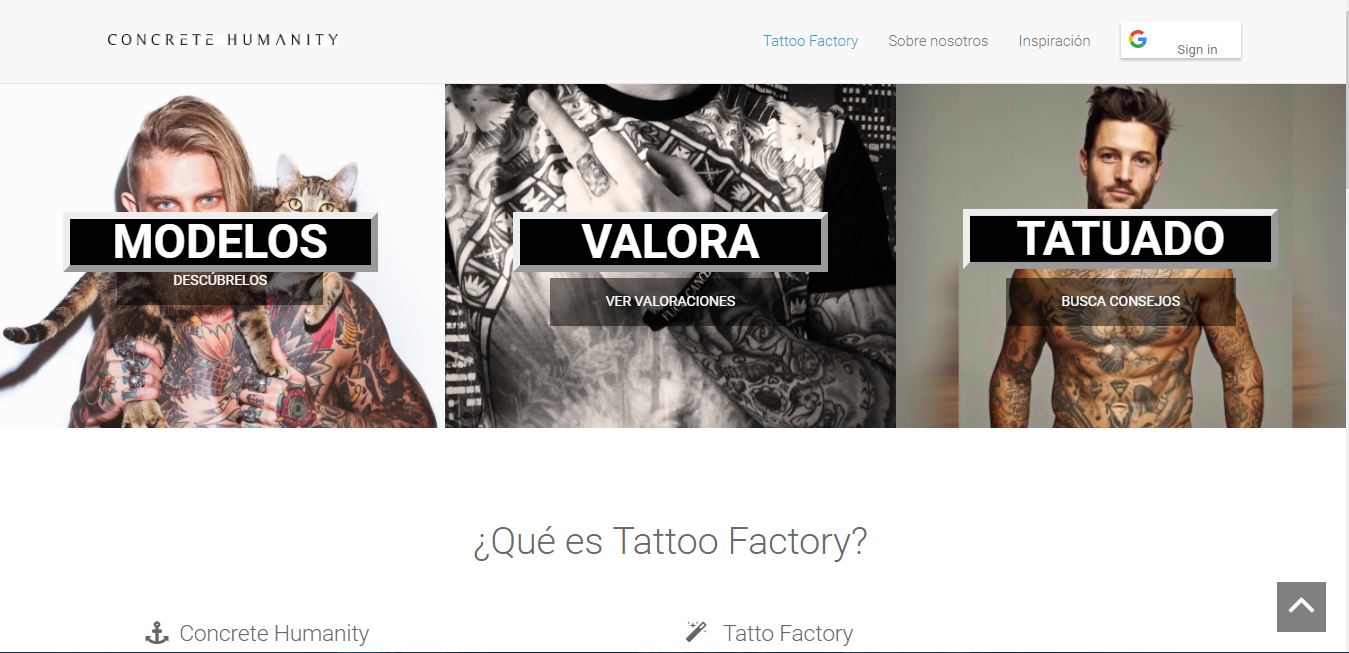 CONCRETE HUMANITY
Tattoo Factory
Sobre nosotros
Inspiración
Sign in
MODELOS
DESCÚBRELOS
VALORA
VER VALORACIONES
TATUADO
BUSCA CONSEJOS
¿Qué es Tattoo Factory?
Concrete Humanity
Tatto Factory